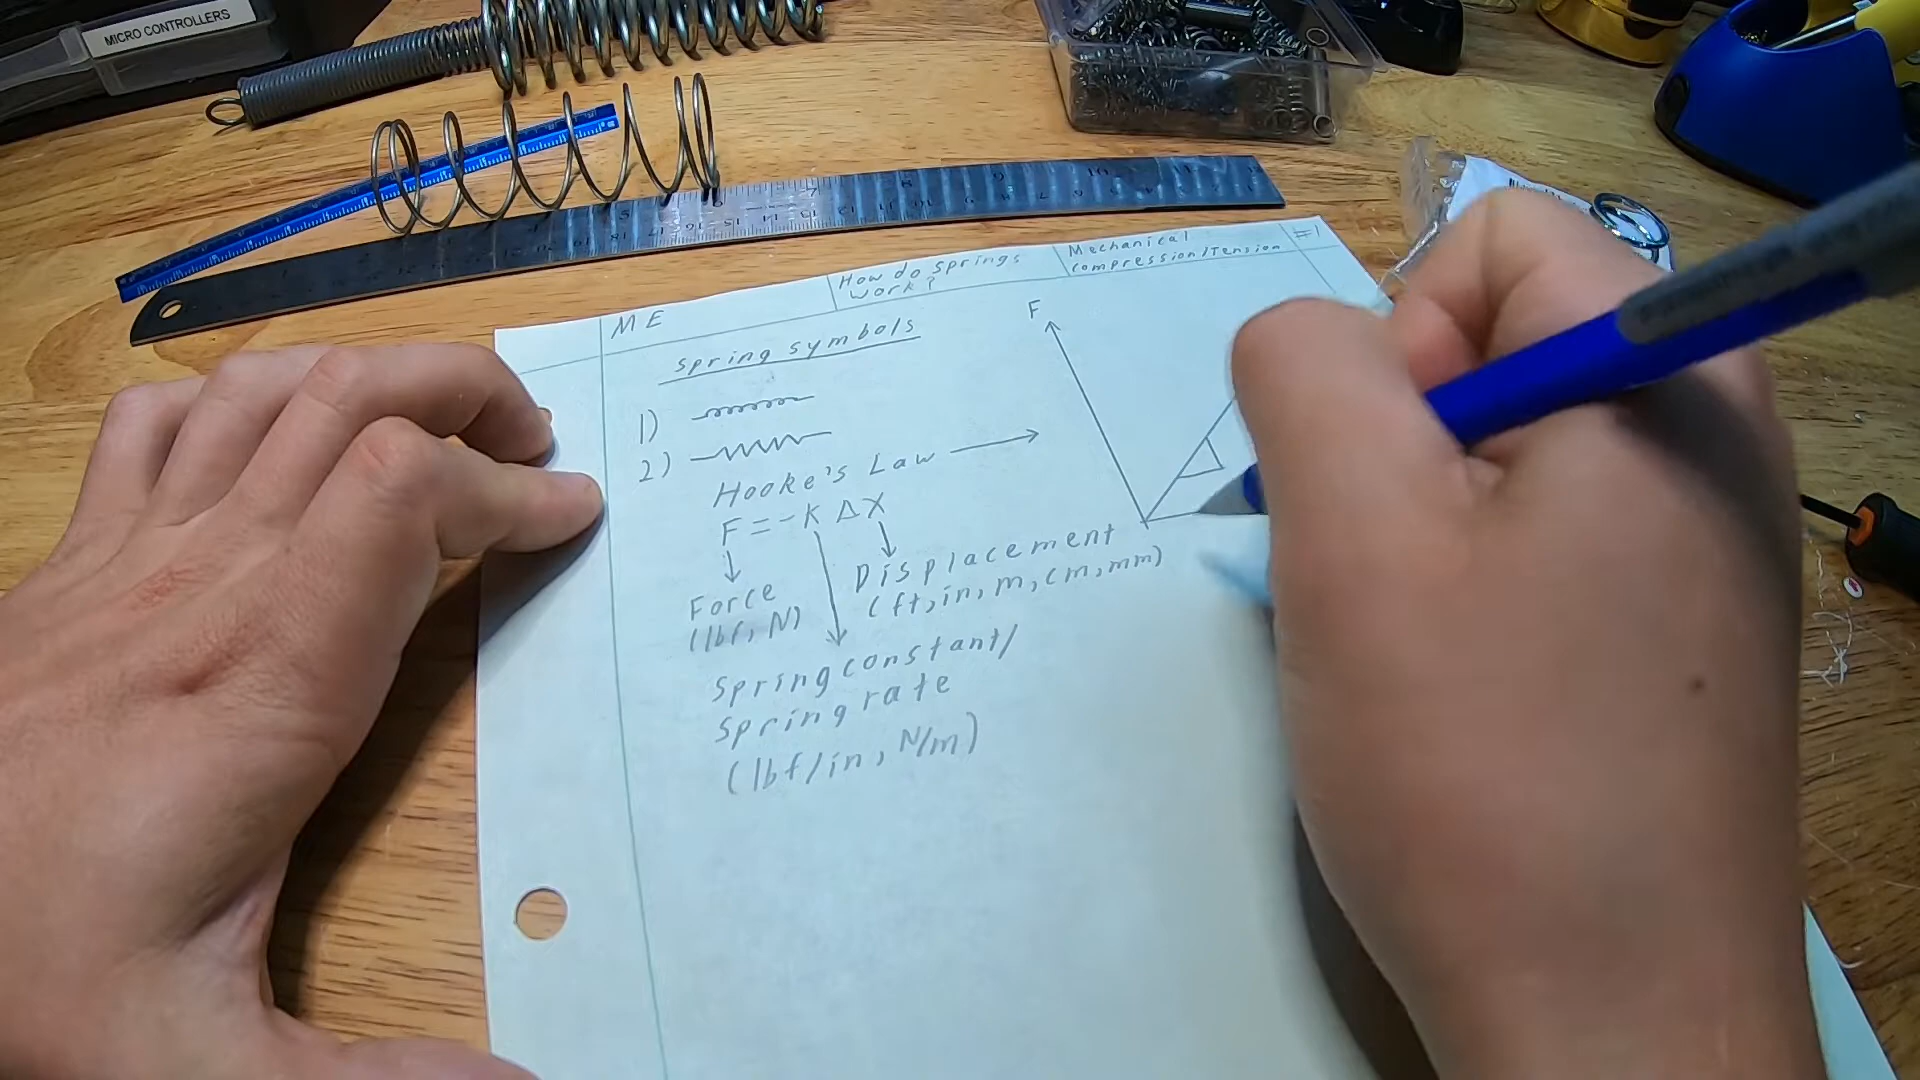 MICRO CONTROLLERS
ME
How do springs
work?
Mechanical
compression/Tension
#1
spring symbols
1)
2)
Hooke's Law
F = -K ΔX
Force
(lbf, N)
Displacement
(ft, in, m, cm, mm)
spring constant/
spring rate
(lbf/in, N/m)
F